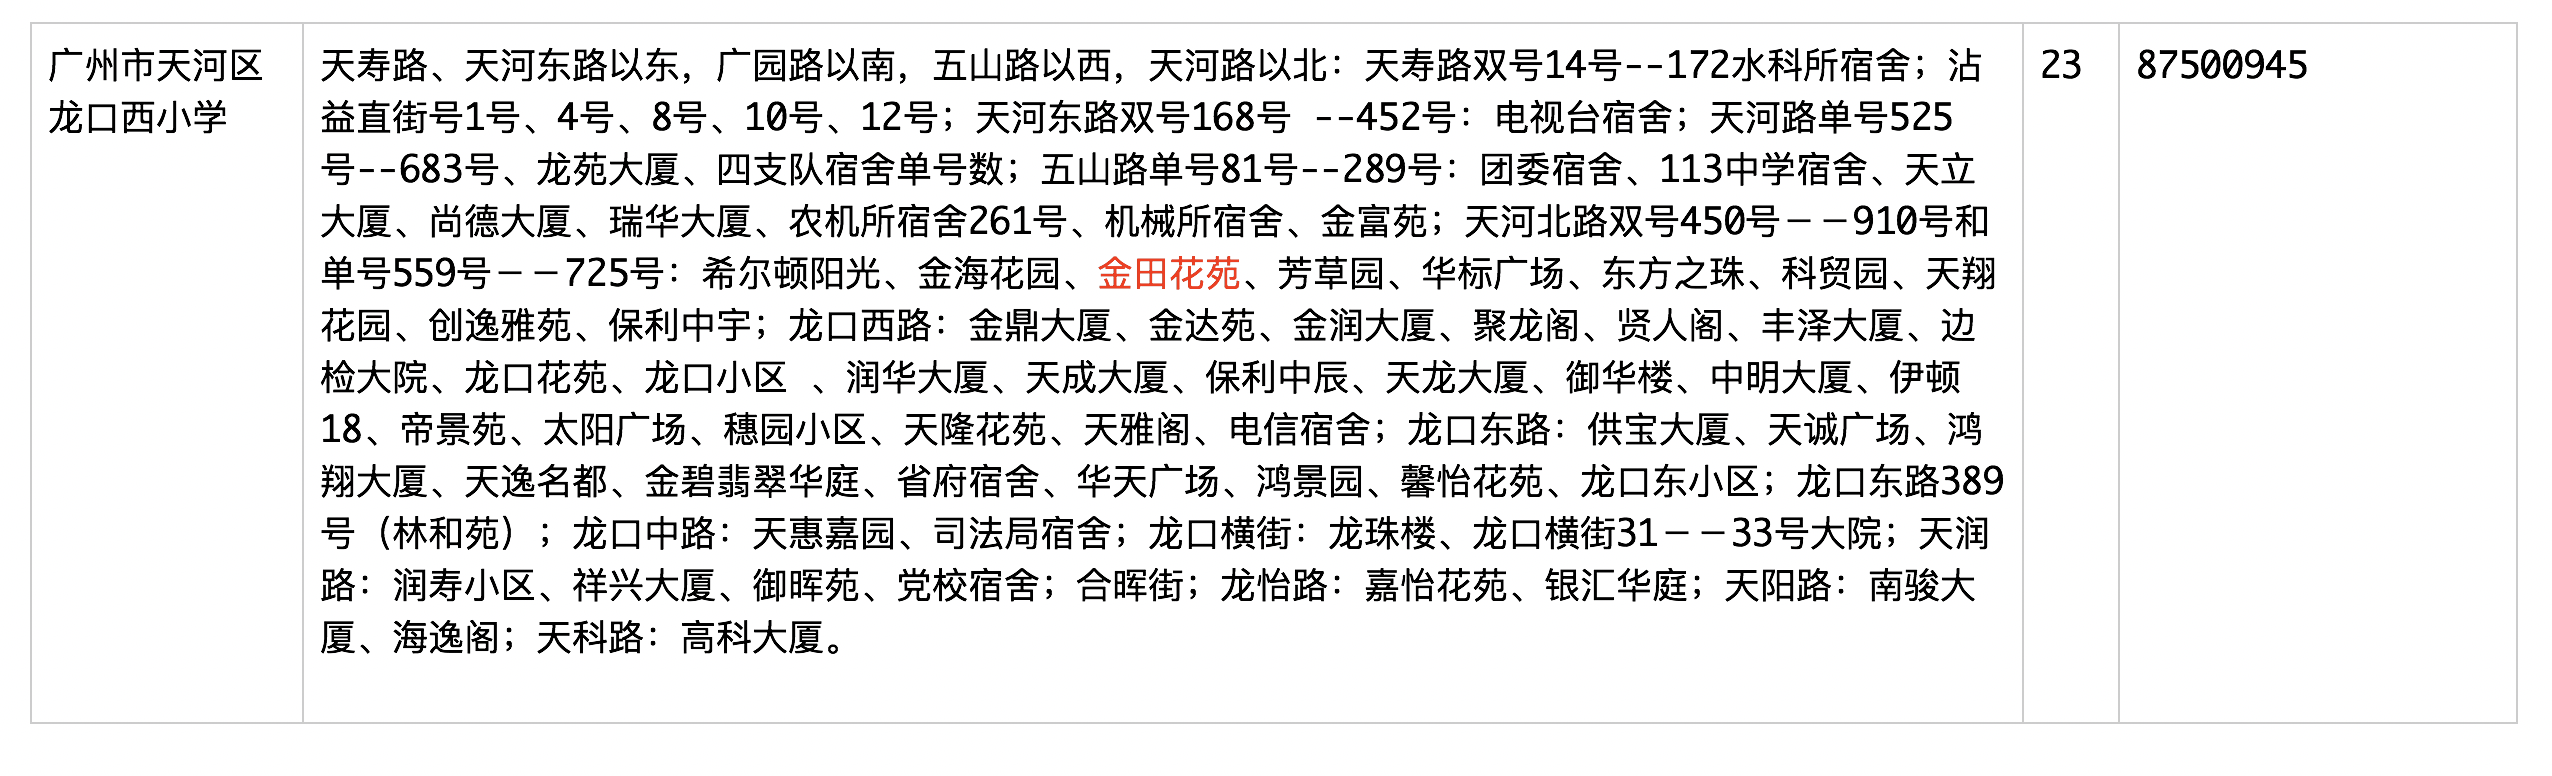 广州市天河区
龙口西小学
天寿路、天河东路以东，广园路以南，五山路以西，天河路以北：天寿路双号14号--172水科所宿舍；沾
益直街号1号、4号、8号、10号、12号；天河东路双号168号 --452号：电视台宿舍；天河路单号525
号--683号、龙苑大厦、四支队宿舍单号数；五山路单号81号--289号：团委宿舍、113中学宿舍、天立
大厦、尚德大厦、瑞华大厦、农机所宿舍261号、机械所宿舍、金富苑；天河北路双号450号－－910号和
单号559号－－725号：希尔顿阳光、金海花园、金田花苑、芳草园、华标广场、东方之珠、科贸园、天翔
花园、创逸雅苑、保利中宇；龙口西路：金鼎大厦、金达苑、金润大厦、聚龙阁、贤人阁、丰泽大厦、边
检大院、龙口花苑、龙口小区 、润华大厦、天成大厦、保利中辰、天龙大厦、御华楼、中明大厦、伊顿
18、帝景苑、太阳广场、穗园小区、天隆花苑、天雅阁、电信宿舍；龙口东路：供宝大厦、天诚广场、鸿
翔大厦、天逸名都、金碧翡翠华庭、省府宿舍、华天广场、鸿景园、馨怡花苑、龙口东小区；龙口东路389
号（林和苑）；龙口中路：天惠嘉园、司法局宿舍；龙口横街：龙珠楼、龙口横街31－－33号大院；天润
路：润寿小区、祥兴大厦、御晖苑、党校宿舍；合晖街；龙怡路：嘉怡花苑、银汇华庭；天阳路：南骏大
厦、海逸阁；天科路：高科大厦。
23
87500945